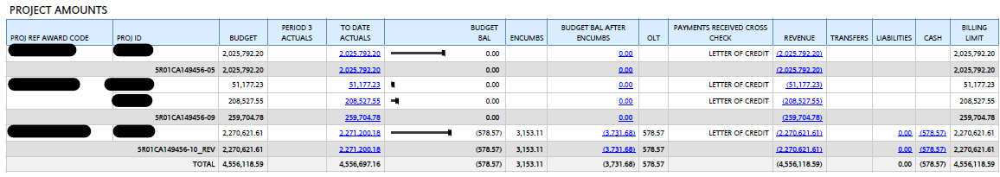 PROJECT AMOUNTS
PROJ REF AWARD CODE PROJ ID BUDGET PERIOD 3 ACTUALS TO DATE ACTUALS BUDGET BAL ENCUMBS BUDGET BAL AFTER ENCUMBS OLT PAYMENTS RECEIVED CROSS CHECK REVENUE TRANSFERS LIABILITIES CASH BILLING LIMIT
2,025,792.20 2,025,792.20 0.00 0.00 LETTER OF CREDIT (2,025,792.20) 2,025,792.20
5R01CA149456-05 2,025,792.20 2,025,792.20 0.00 0.00 (2,025,792.20) 2,025,792.20
51,177.23 51,177.23 0.00 0.00 LETTER OF CREDIT (51,177.23) 51,177.23
208,527.55 208,527.55 0.00 0.00 LETTER OF CREDIT (208,527.55) 208,527.55
5R01CA149456-09 259,704.78 259,704.78 0.00 0.00 (259,704.78) 259,704.78
2,270,621.61 2,271,200.18 (578.57) 3,153.11 (3,731.68) 578.57 LETTER OF CREDIT (2,270,621.61) 0.00 (578.57) 2,270,621.61
5R01CA149456-10_REV 2,270,621.61 2,271,200.18 (578.57) 3,153.11 (3,731.68) 578.57 (2,270,621.61) 0.00 (578.57) 2,270,621.61
TOTAL 4,556,118.59 4,556,697.16 (578.57) 3,153.11 (3,731.68) 578.57 (4,556,118.59) 0.00 (578.57) 4,556,118.59